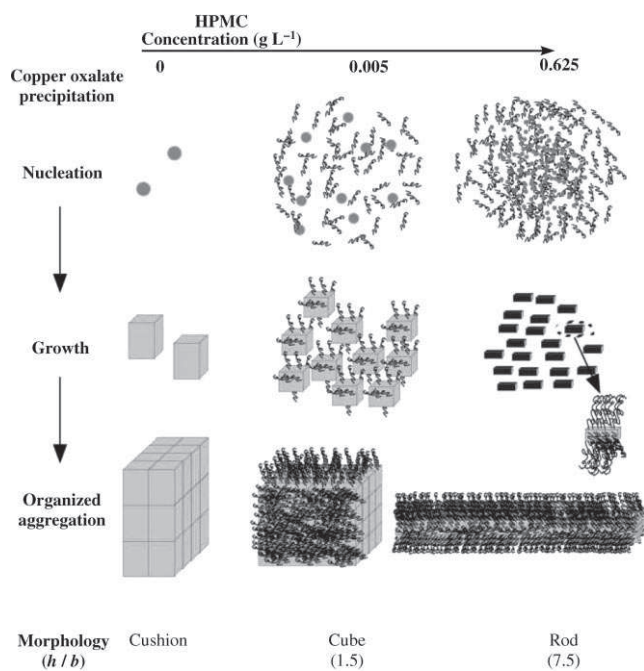 HPMC
Concentration (g L⁻¹)
0 0.005 0.625
Copper oxalate
precipitation
Nucleation
Growth
Organized
aggregation
Morphology Cushion Cube Rod
(h / b) (1.5) (7.5)